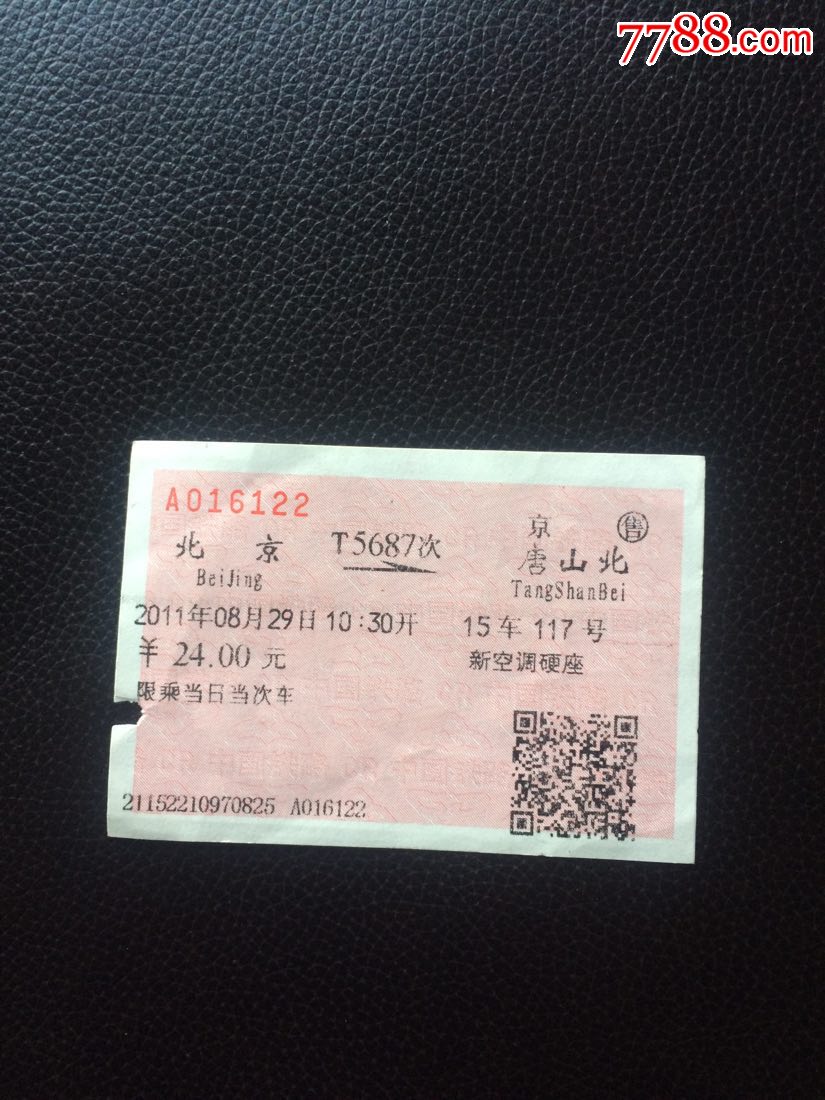 7788.com
A016122
京 售
北京 T5687次 唐山北
BeiJing TangShanBei
2011年08月29日 10:30开 15车 117号
¥ 24.00元 新空调硬座
限乘当日当次车
21152210970825 A016122